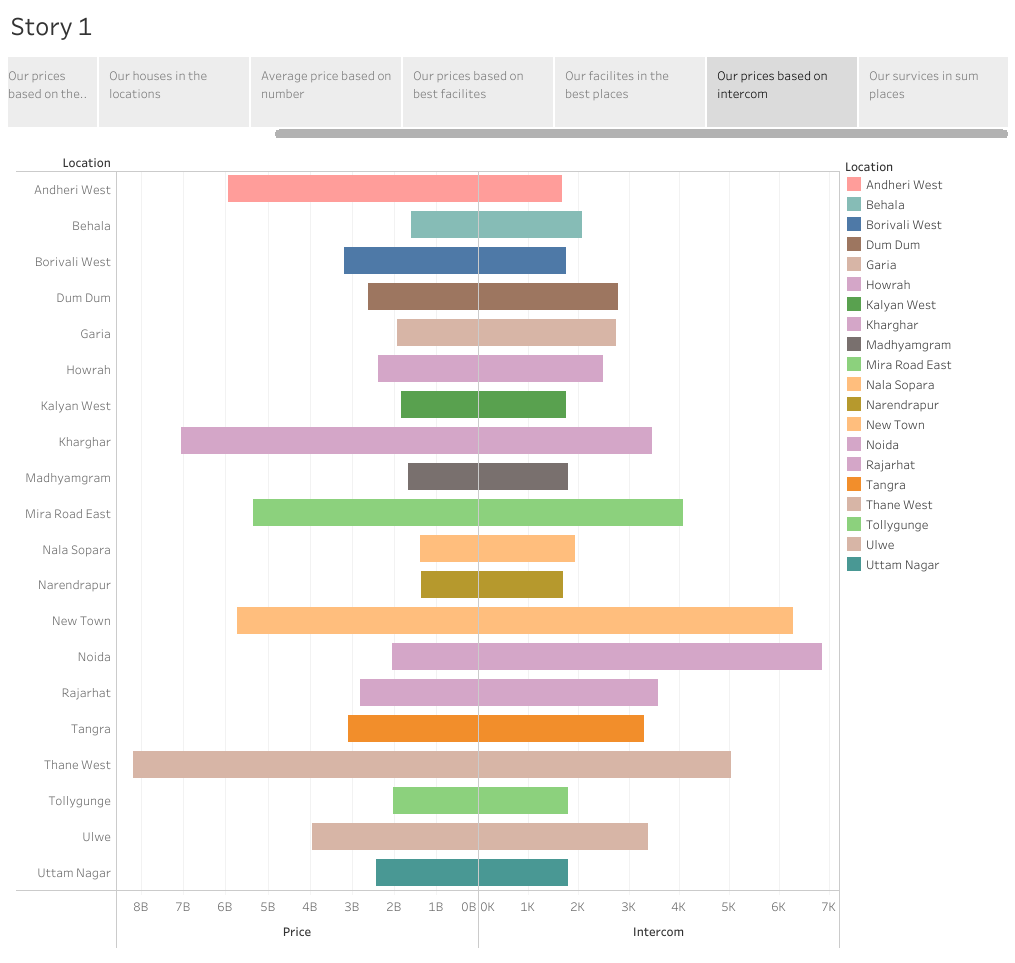 Story 1
Our prices
based on the..
Our houses in the
locations
Average price based on
number
Our prices based on
best facilites
Our facilites in the
best places
Our prices based on
intercom
Our survices in sum
places
Location
Andheri West
Behala
Borivali West
Dum Dum
Garia
Howrah
Kalyan West
Kharghar
Madhyamgram
Mira Road East
Nala Sopara
Narendrapur
New Town
Noida
Rajarhat
Tangra
Thane West
Tollygunge
Ulwe
Uttam Nagar
8B 7B 6B 5B 4B 3B 2B 1B 0B 0K 1K 2K 3K 4K 5K 6K 7K
Price Intercom
Location
Andheri West
Behala
Borivali West
Dum Dum
Garia
Howrah
Kalyan West
Kharghar
Madhyamgram
Mira Road East
Nala Sopara
Narendrapur
New Town
Noida
Rajarhat
Tangra
Thane West
Tollygunge
Ulwe
Uttam Nagar